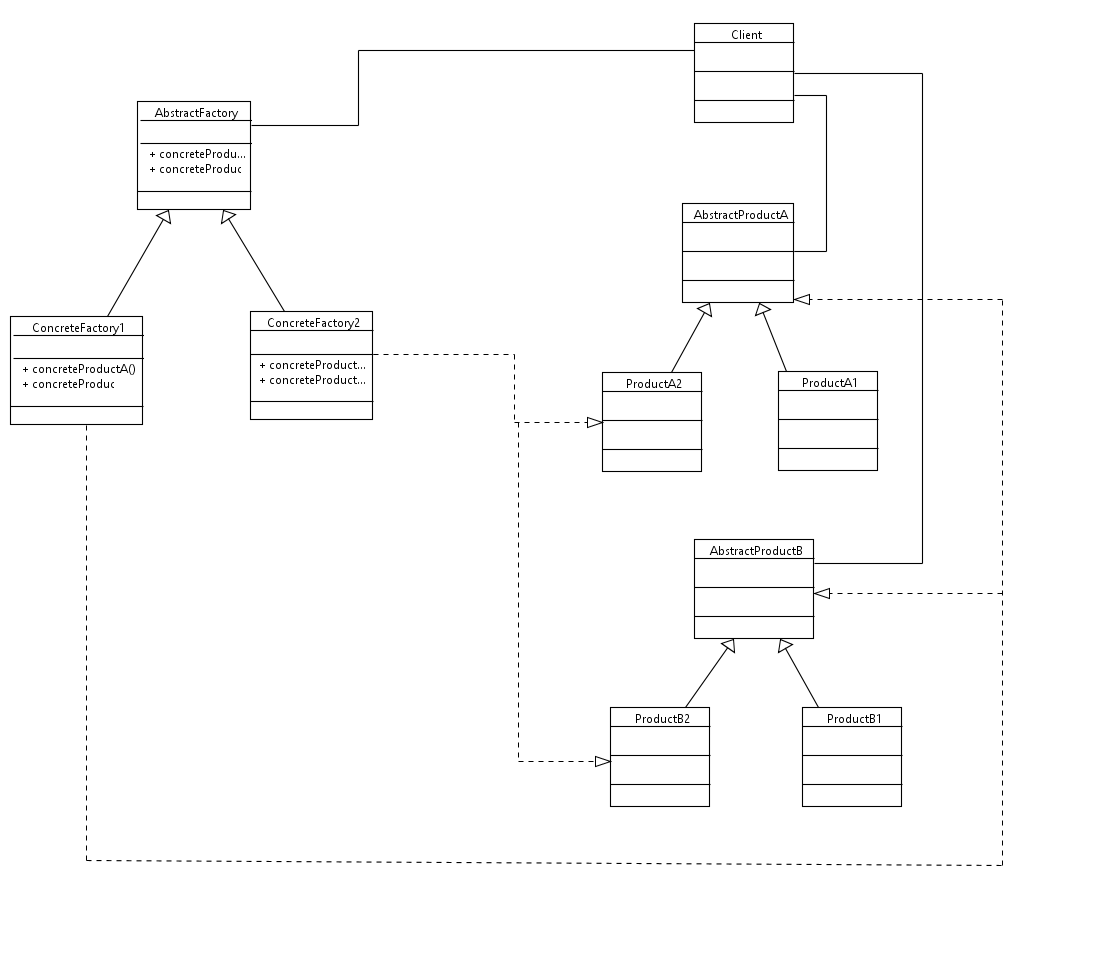 Client
AbstractFactory
+ concreteProdu...
+ concreteProduc
AbstractProductA
ConcreteFactory1
+ concreteProductA()
+ concreteProduc
ConcreteFactory2
+ concreteProduct...
+ concreteProduct...
ProductA2
ProductA1
AbstractProductB
ProductB2
ProductB1